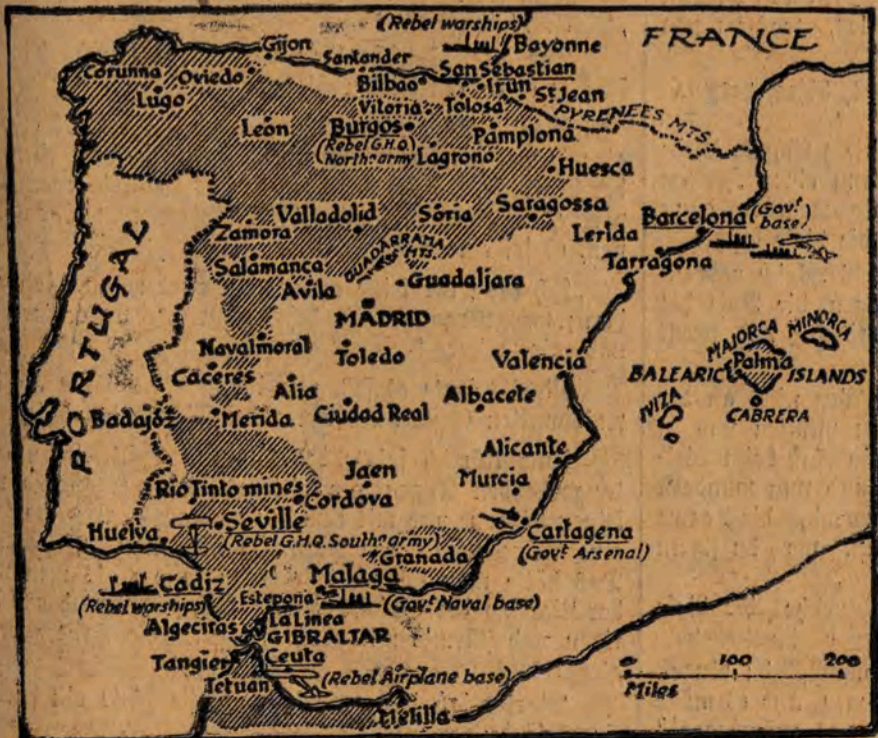 (Rebel warships)
Bayonne
FRANCE
Gijon
Santander
San Sebastian
Corunna
Oviedo
Bilbao
Irun
St Jean
Lugo
Vitoria
Tolosa
PYRENEES MTS.
León
Burgos
Pamplona
(Rebel G.H.Q.
North'n army)
Lagrono
Huesca
Valladolid
Soria
Saragossa
Barcelona (Gov't
base)
Zamora
Lerida
GUADARRAMA
MTS.
Tarragona
Salamanca
Avila
Guadaljara
PORTUGAL
MADRID
MAJORCA
MINORCA
Navalmoral
Toledo
Valencia
Palma
Caceres
BALEARIC
ISLANDS
Alia
Albacete
IVIZA
CABRERA
Badajoz
Merida
Ciudad Real
Alicante
Jaen
Murcia
Rio Tinto mines
Cordova
Huelva
Seville
Cartagena
(Rebel G.H.Q. South'n army)
(Gov't Arsenal)
Granada
Cadiz
Malaga
(Rebel warships)
Estepona
(Gov't Naval base)
La Linea
Algeciras
GIBRALTAR
Tangier
Ceuta
(Rebel Airplane base)
Tetuan
Melilla
0 100 200
Miles